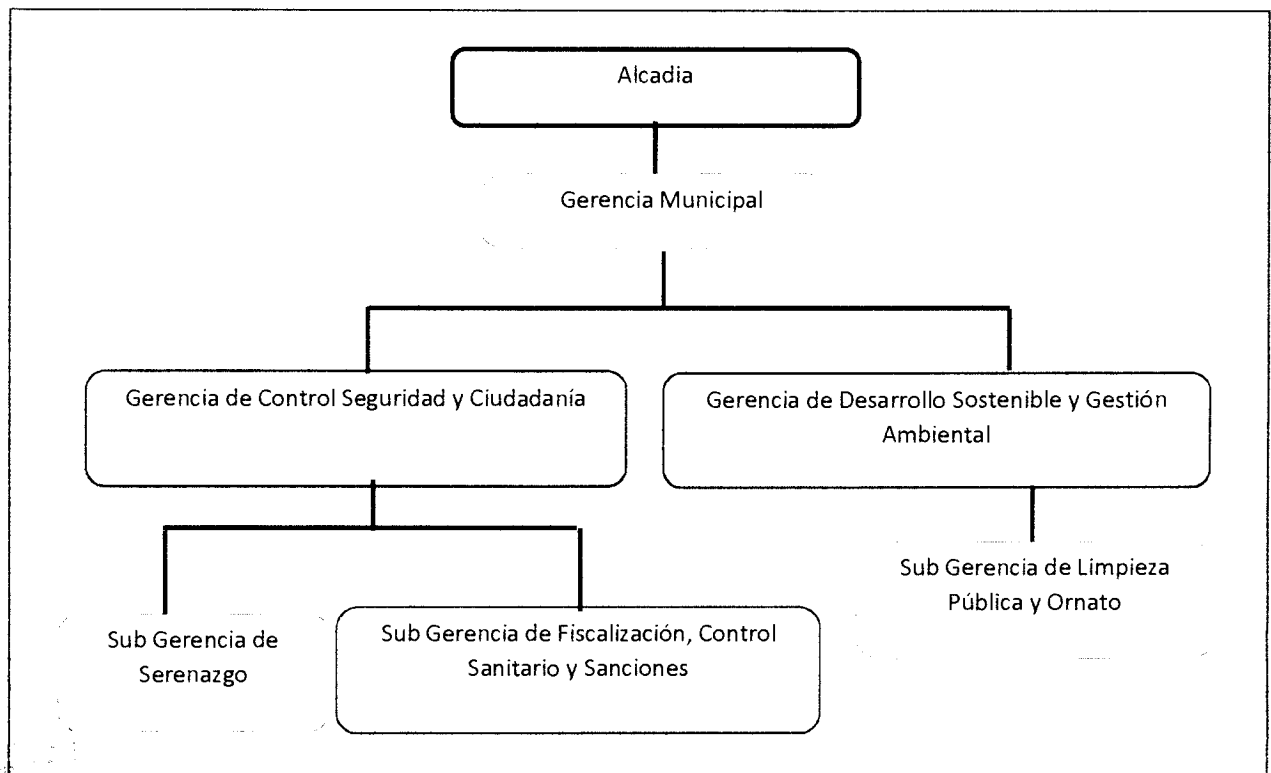 Alcadia
Gerencia Municipal
Gerencia de Control Seguridad y Ciudadanía
Gerencia de Desarrollo Sostenible y Gestión
Ambiental
Sub Gerencia de
Serenazgo
Sub Gerencia de Fiscalización, Control
Sanitario y Sanciones
Sub Gerencia de Limpieza
Pública y Ornato